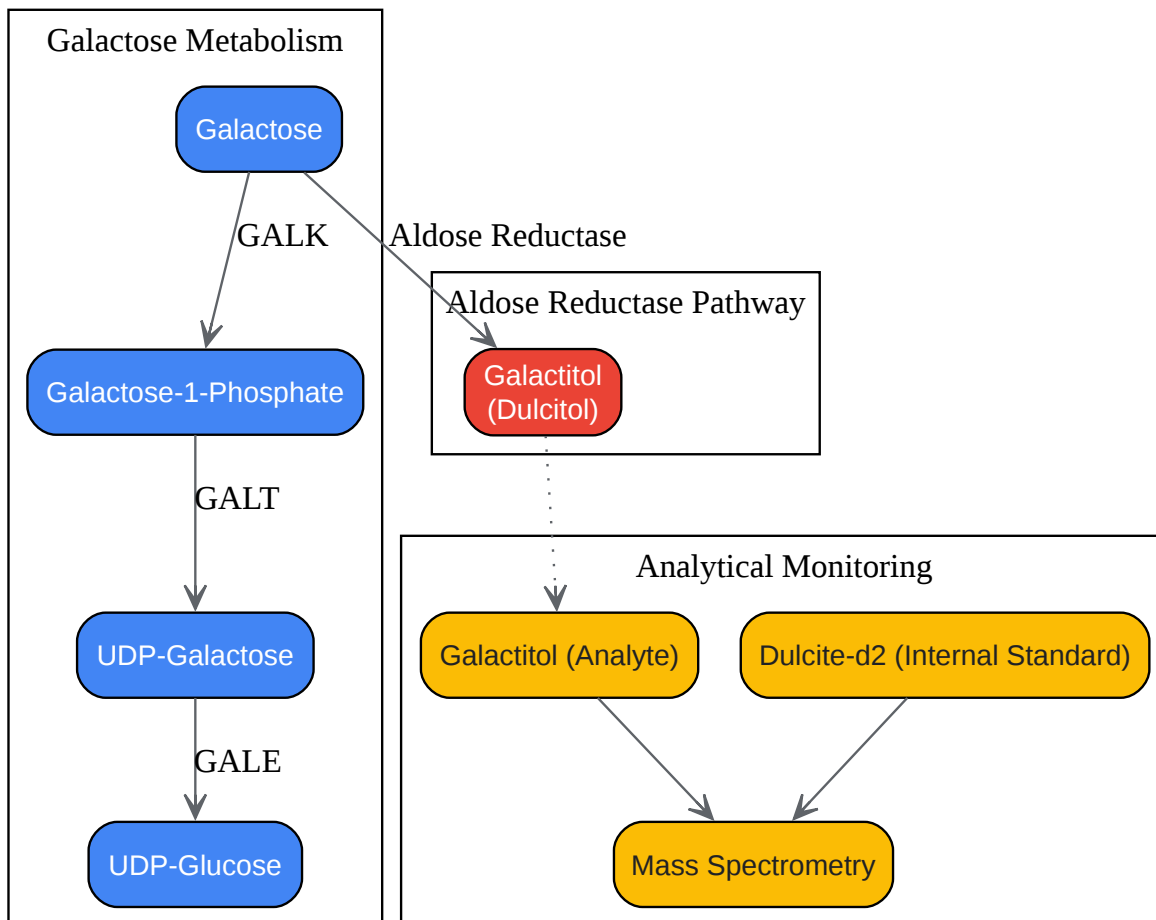 Galactose Metabolism
Galactose
GALK
Aldose Reductase
Aldose Reductase Pathway
Galactose-1-Phosphate
Galactitol
(Dulcitol)
GALT
Analytical Monitoring
UDP-Galactose
Galactitol (Analyte)
Dulcite-d2 (Internal Standard)
GALE
UDP-Glucose
Mass Spectrometry